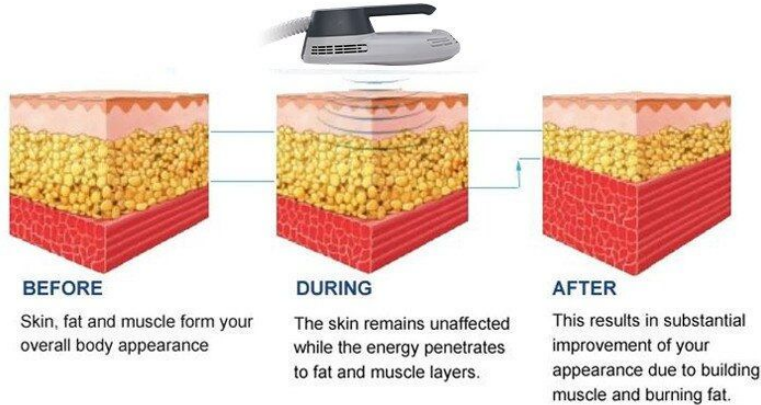 BEFORE
Skin, fat and muscle form your
overall body appearance
DURING
The skin remains unaffected
while the energy penetrates
to fat and muscle layers.
AFTER
This results in substantial
improvement of your
appearance due to building
muscle and burning fat.